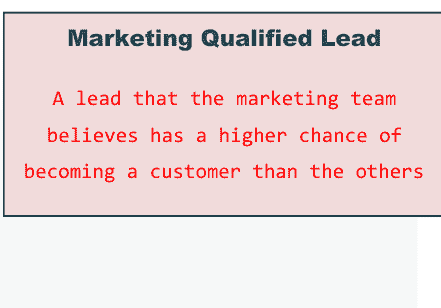 Marketing Qualified Lead
A lead that the marketing team
believes has a higher chance of
becoming a customer than the others